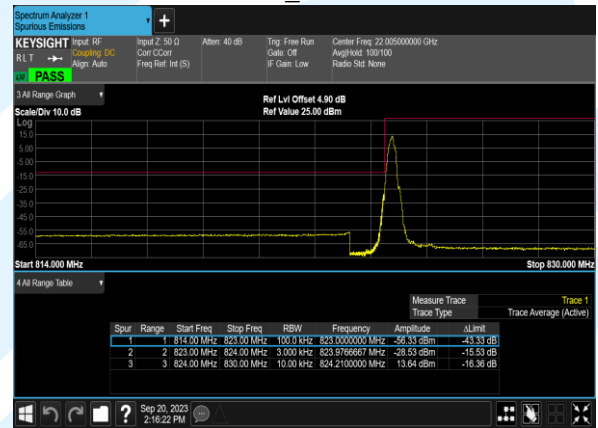 Spectrum Analyzer 1
Spurious Emissions
KEYSIGHT Input: RF Input Z: 50 Ω Atten: 40 dB Trig: Free Run Center Freq: 22.005000000 GHz
RLT Coupling: DC Corr CCorr Gate: Off Avg|Hold: 100/100
Align: Auto Freq Ref: Int (S) IF Gain: Low Radio Std: None
LV PASS
3 All Range Graph
Ref Lvl Offset 4.90 dB
Scale/Div 10.0 dB Ref Value 25.00 dBm
Log
15.0
5.00
-5.00
-15.0
-25.0
-35.0
-45.0
-55.0
-65.0
Start 814.000 MHz Stop 830.000 MHz
4 All Range Table
Measure Trace Trace 1
Trace Type Trace Average (Active)
Spur Range Start Freq Stop Freq RBW Frequency Amplitude ΔLimit
1 1 814.00 MHz 823.00 MHz 100.0 kHz 823.0000000 MHz -56.33 dBm -43.33 dB
2 2 823.00 MHz 824.00 MHz 3.000 kHz 823.9766667 MHz -28.53 dBm -15.53 dB
3 3 824.00 MHz 830.00 MHz 10.00 kHz 824.2100000 MHz 13.64 dBm -16.36 dB
Sep 20, 2023
2:16:22 PM